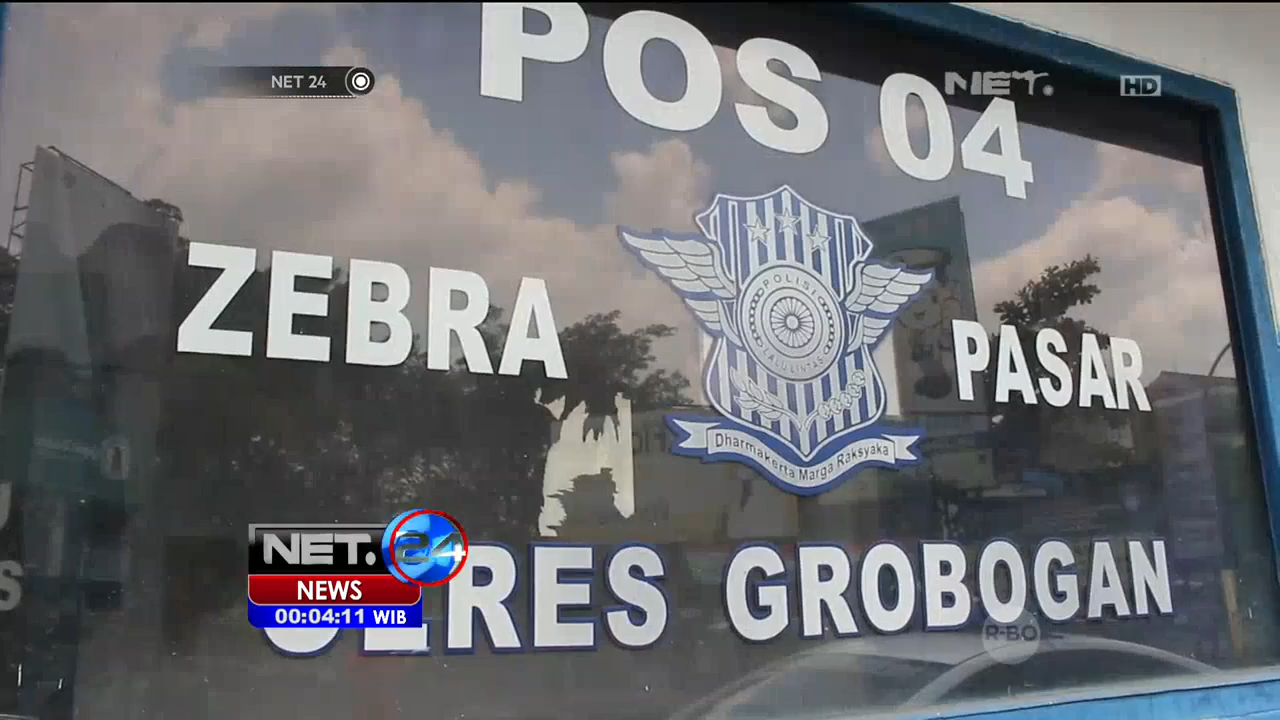 POS 04
NET 24
NET.
HD
ZEBRA
PASAR
POLISI
LALU LINTAS
Dharmakerta Marga Raksyaka
NET. 24
NEWS
00:04:11 WIB
RES GROBOGAN
R-BO